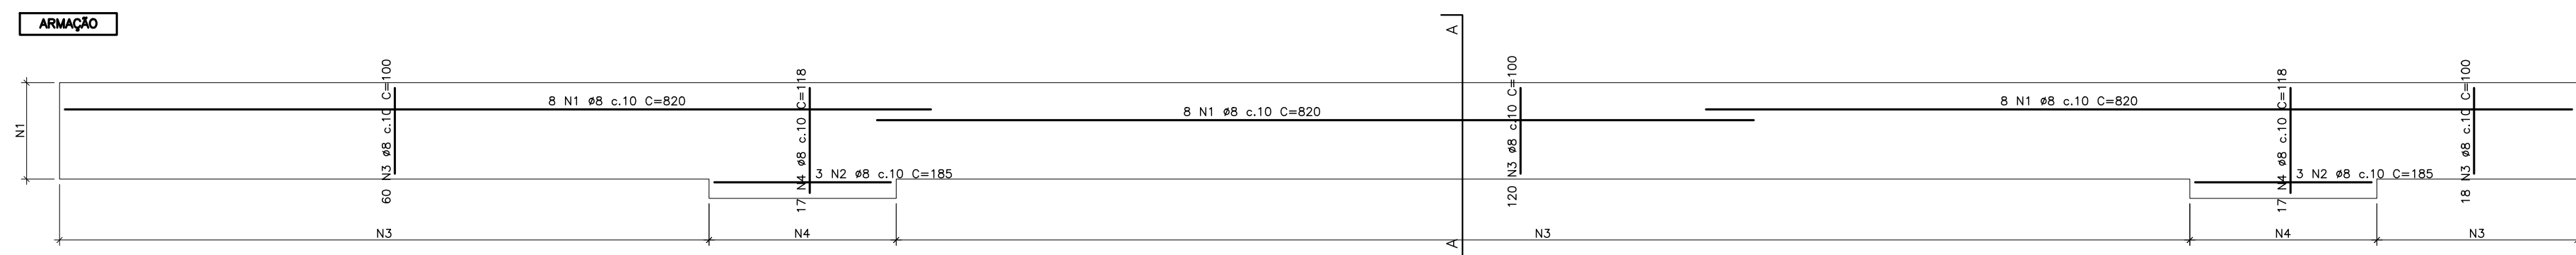 ARMAÇÃO
A
60 N3 ø8 c.10 C=100
17 N4 ø8 c.10 C=118
120 N3 ø8 c.10 C=100
17 N4 ø8 c.10 C=118
18 N3 ø8 c.10 C=100
8 N1 ø8 c.10 C=820
8 N1 ø8 c.10 C=820
8 N1 ø8 c.10 C=820
N1
3 N2 ø8 c.10 C=185
3 N2 ø8 c.10 C=185
N3
N4
A
N3
N4
N3